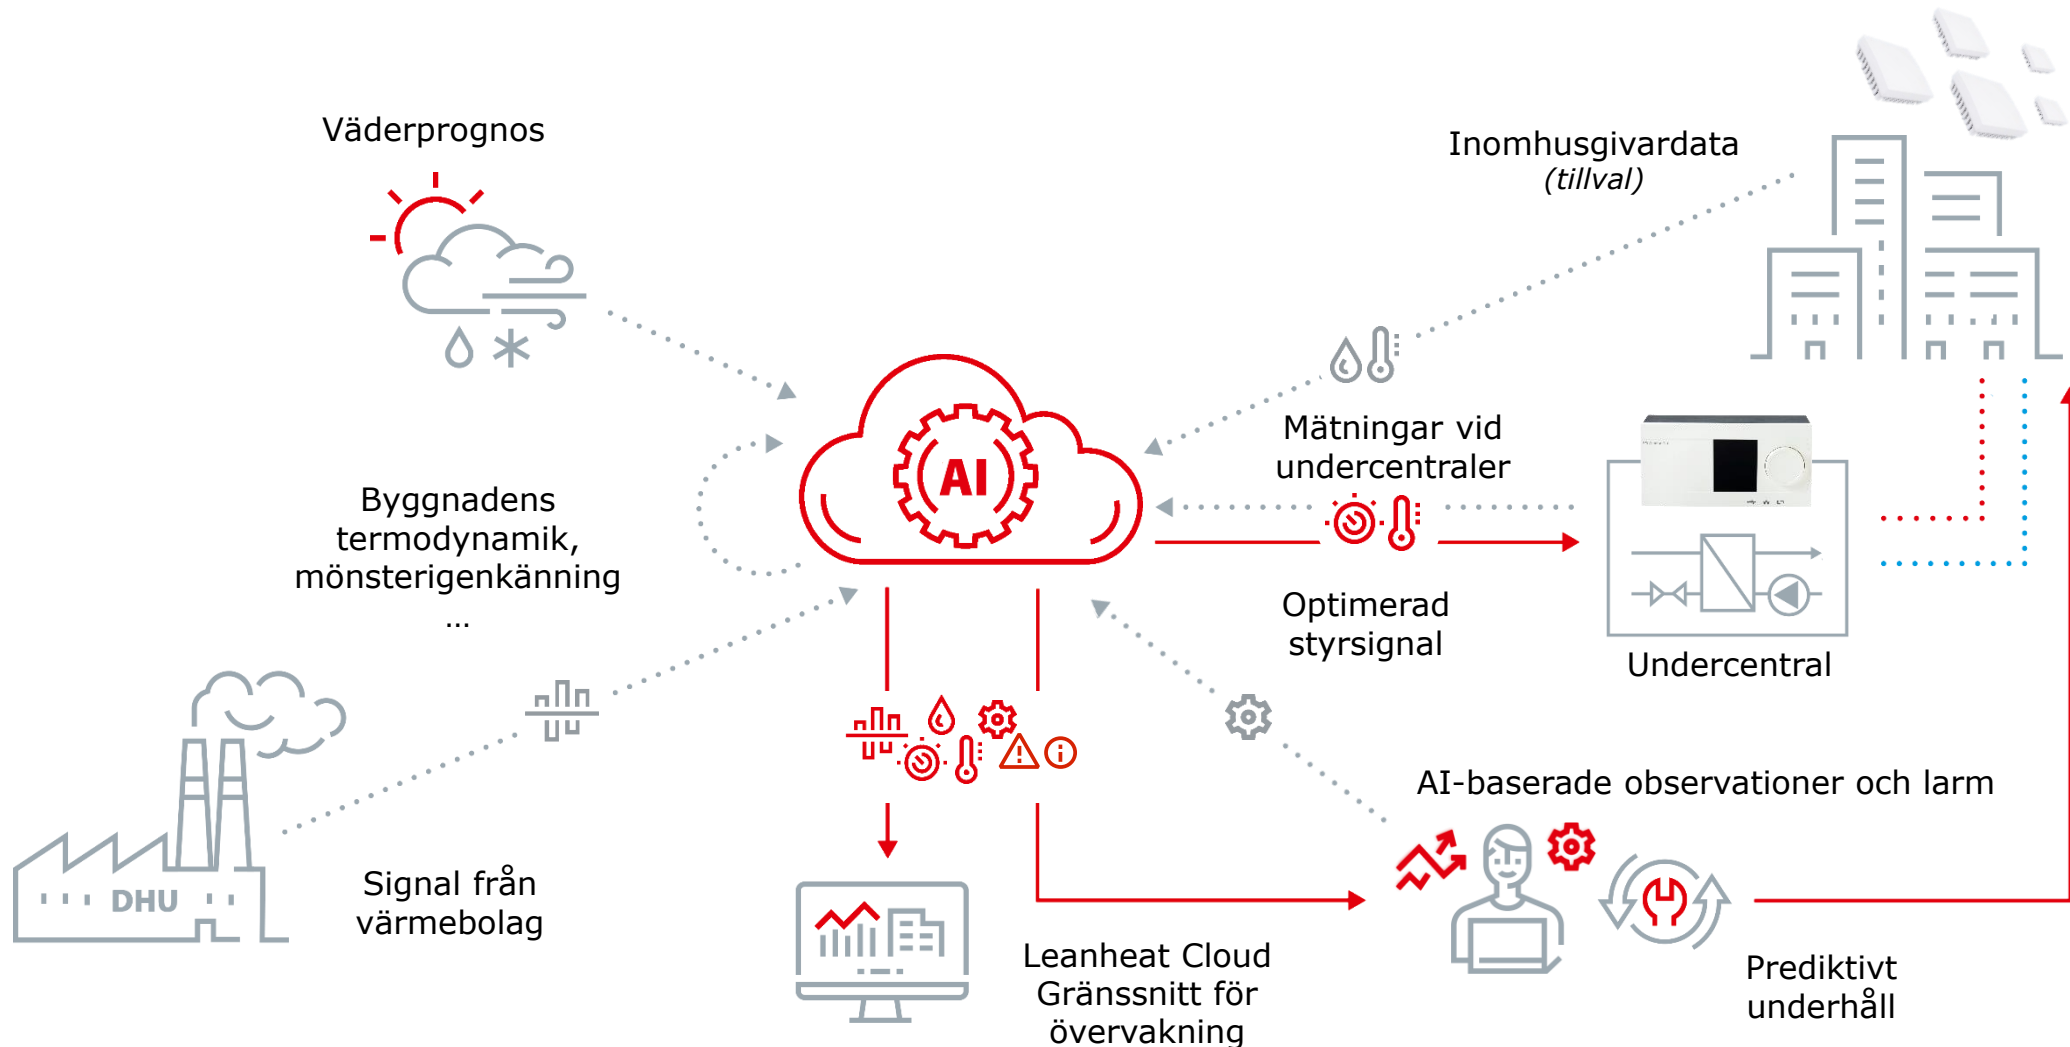 Väderprognos
Inomhusgivardata
(tillval)
AI
Mätningar vid
undercentraler
Byggnadens
termodynamik,
mönsterigenkänning
...
Optimerad
styrsignal
Undercentral
AI-baserade observationer och larm
DHU
Signal från
värmebolag
Leanheat Cloud
Gränssnitt för
övervakning
Prediktivt
underhåll